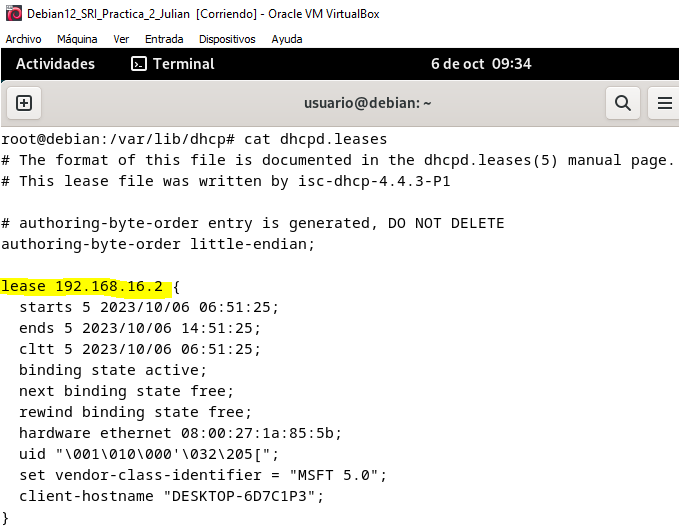 Debian12_SRI_Practica_2_Julian [Corriendo] - Oracle VM VirtualBox
Archivo Máquina Ver Entrada Dispositivos Ayuda
Actividades Terminal 6 de oct 09:34
usuario@debian: ~
root@debian:/var/lib/dhcp# cat dhcpd.leases
# The format of this file is documented in the dhcpd.leases(5) manual page.
# This lease file was written by isc-dhcp-4.4.3-P1

# authoring-byte-order entry is generated, DO NOT DELETE
authoring-byte-order little-endian;

lease 192.168.16.2 {
  starts 5 2023/10/06 06:51:25;
  ends 5 2023/10/06 14:51:25;
  cltt 5 2023/10/06 06:51:25;
  binding state active;
  next binding state free;
  rewind binding state free;
  hardware ethernet 08:00:27:1a:85:5b;
  uid "\001\010\000'\032\205[";
  set vendor-class-identifier = "MSFT 5.0";
  client-hostname "DESKTOP-6D7C1P3";
}